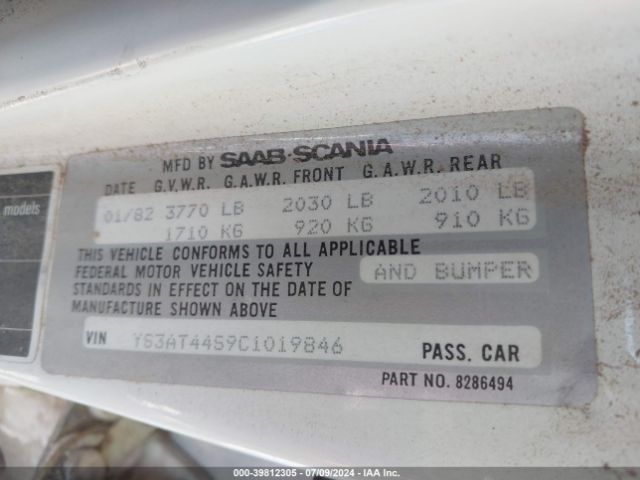 models
MFD BY SAAB-SCANIA
DATE G.V.W.R. G.A.W.R. FRONT G.A.W.R. REAR
01/82 3770 LB 2030 LB 2010 LB
1710 KG 920 KG 910 KG
THIS VEHICLE CONFORMS TO ALL APPLICABLE
FEDERAL MOTOR VEHICLE SAFETY AND BUMPER
STANDARDS IN EFFECT ON THE DATE OF
MANUFACTURE SHOWN ABOVE
VIN YS3AT44S9C1019846 PASS. CAR
PART NO. 8286494
000-39812305 - 07/09/2024 - IAA Inc.